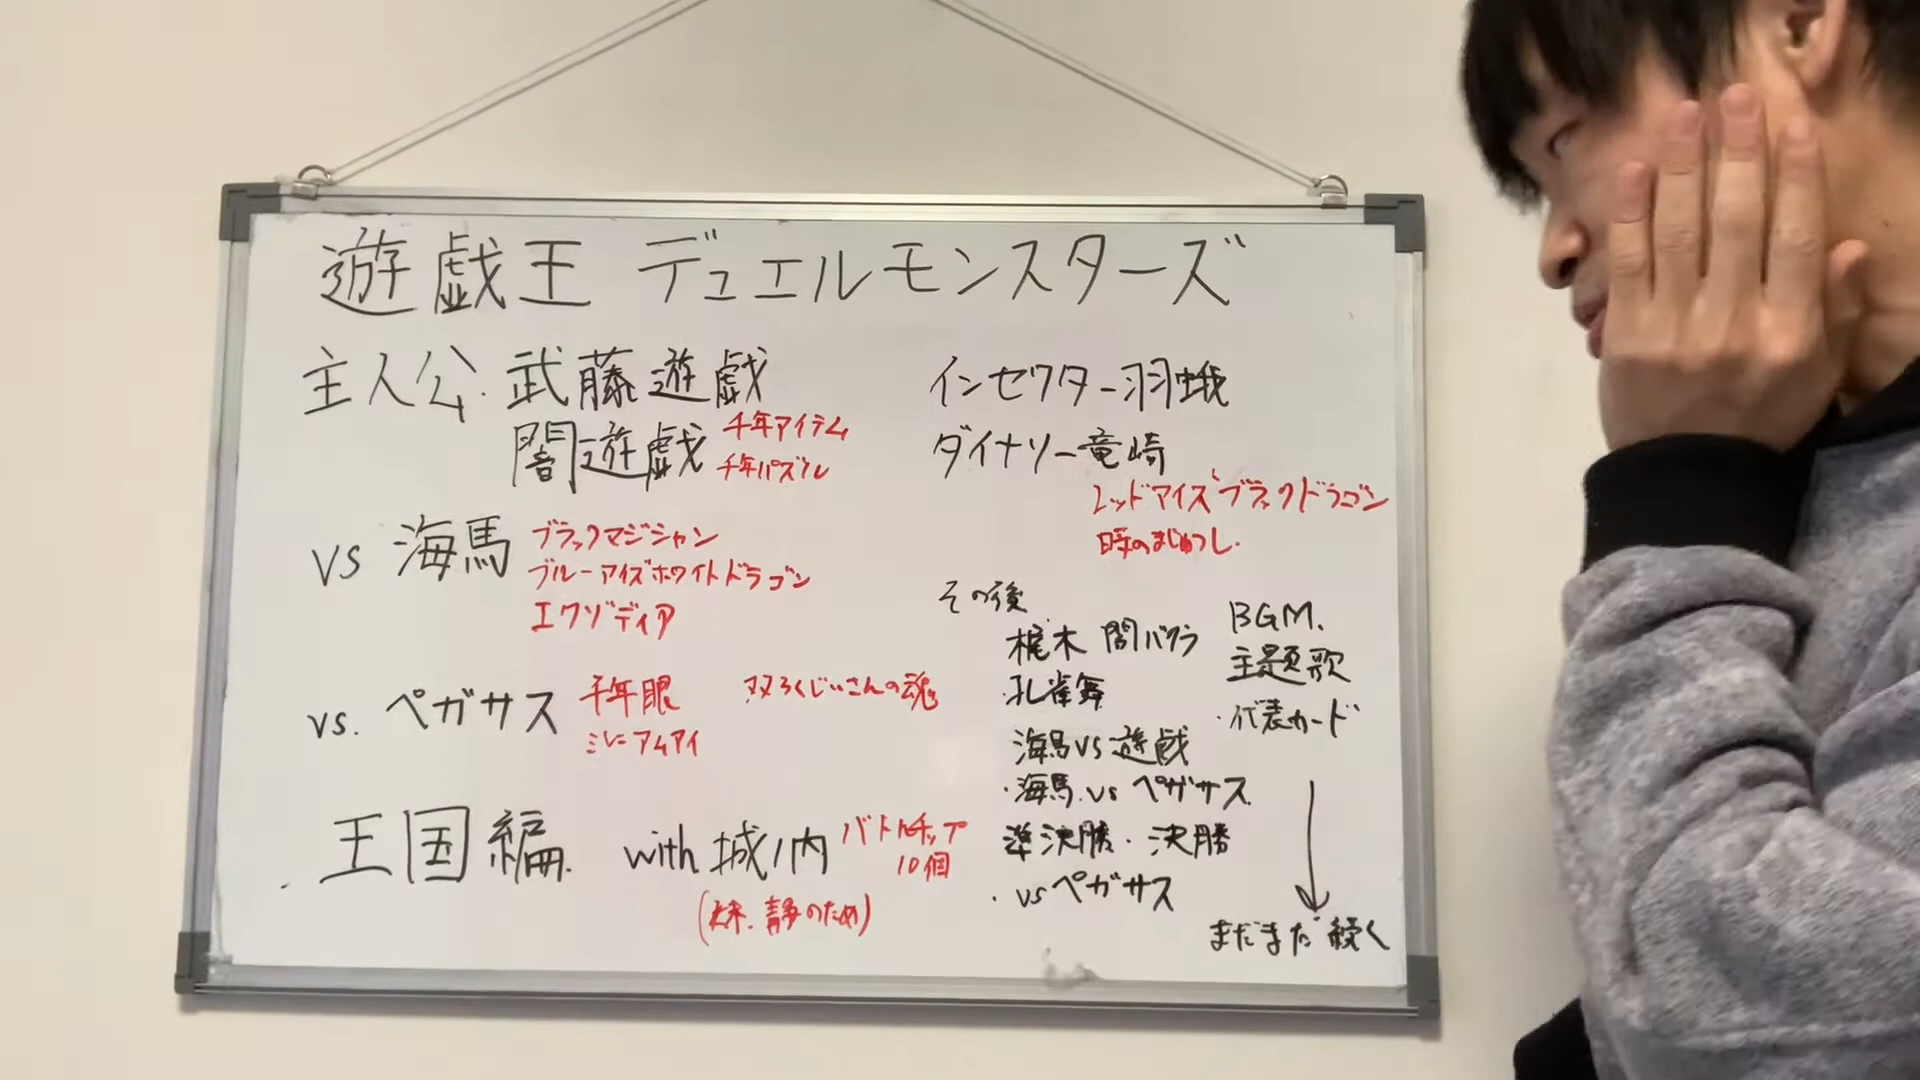 遊戯王 デュエルモンスターズ
主人公. 武藤遊戯
闇遊戯
千年アイテム
千年パズル
vs 海馬
ブラックマジシャン
ブルーアイズホワイトドラゴン
エクゾディア
vs. ペガサス
千年眼
ミレニアムアイ
双ろくじいさんの魂
王国編. with 城ノ内
バトルチップ
10個
(妹. 静のため)
インセクター羽蛾
ダイナソー竜崎
レッドアイズブラックドラゴン
時のまじゅつし.
その後
梶木 闇バクラ
・孔雀舞
海馬vs遊戯
・海馬.vs ペガサス
準決勝・決勝
・vsペガサス
BGM.
主題歌
・代表カード
まだまだ続く